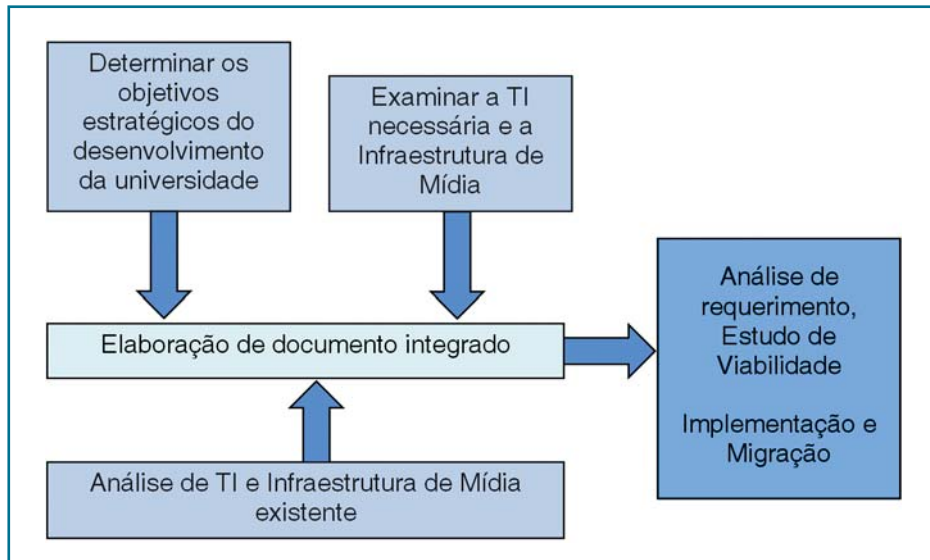 Determinar os
objetivos
estratégicos do
desenvolvimento
da universidade
Examinar a TI
necessária e a
Infraestrutura de
Mídia
Elaboração de documento integrado
Análise de TI e Infraestrutura de Mídia
existente
Análise de
requerimento,
Estudo de
Viabilidade
Implementação e
Migração